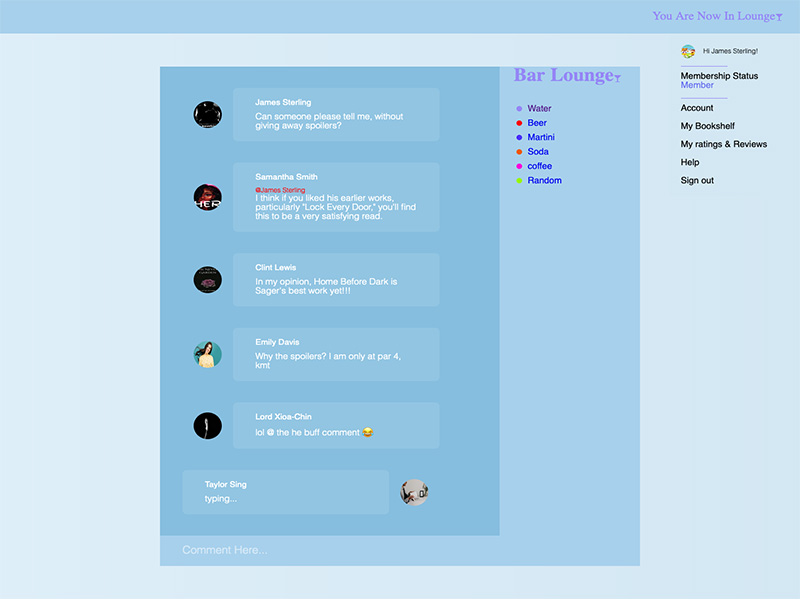 You Are Now In Lounge
Hi James Sterling!
Membership Status
Member
Account
My Bookshelf
My ratings & Reviews
Help
Sign out
Bar Lounge
Water
Beer
Martini
Soda
coffee
Random
James Sterling
Can someone please tell me, without
giving away spoilers?
Samantha Smith
@James Sterling
I think if you liked his earlier works,
particularly "Lock Every Door," you'll find
this to be a very satisfying read.
HER
Clint Lewis
In my opinion, Home Before Dark is
Sager's best work yet!!!
Emily Davis
Why the spoilers? I am only at par 4,
kmt
Lord Xioa-Chin
lol @ the he buff comment 😂
Taylor Sing
typing...
Comment Here...